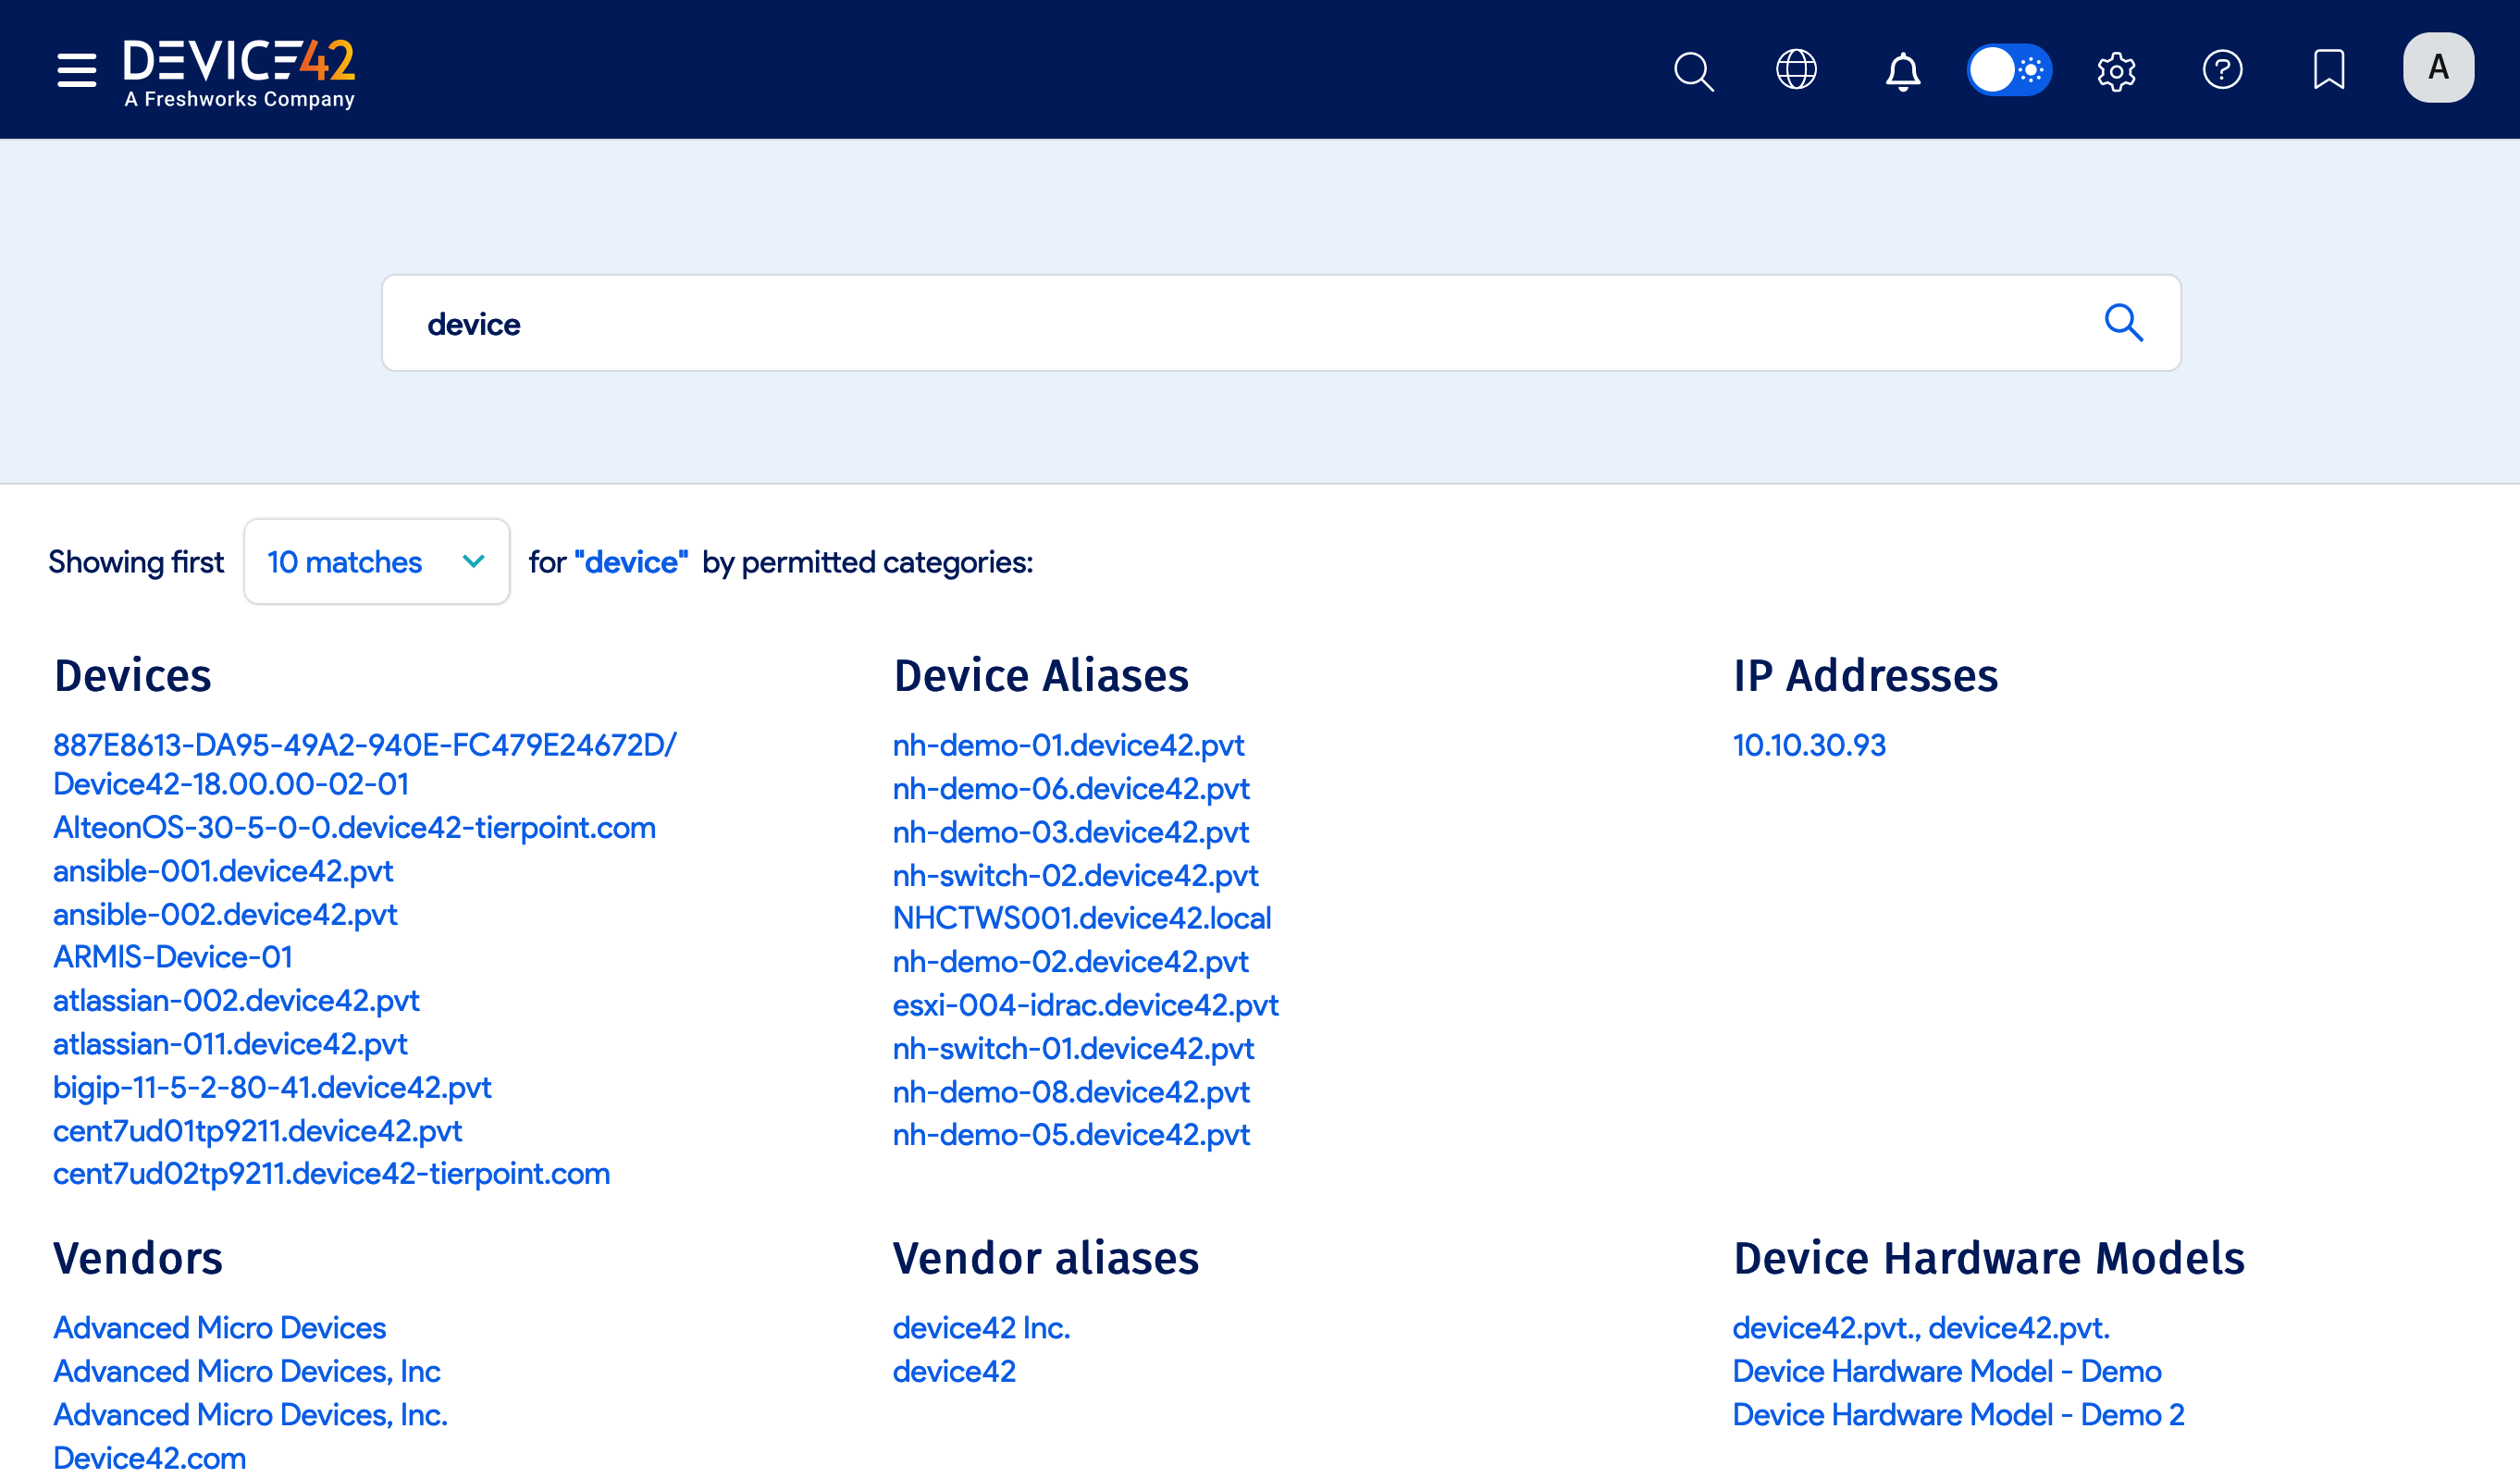 DEVICE42
A Freshworks Company
A
device
Showing first 10 matches for "device" by permitted categories:
Devices
887E8613-DA95-49A2-940E-FC479E24672D/
Device42-18.00.00-02-01
AlteonOS-30-5-0-0.device42-tierpoint.com
ansible-001.device42.pvt
ansible-002.device42.pvt
ARMIS-Device-01
atlassian-002.device42.pvt
atlassian-011.device42.pvt
bigip-11-5-2-80-41.device42.pvt
cent7ud01tp9211.device42.pvt
cent7ud02tp9211.device42-tierpoint.com
Device Aliases
nh-demo-01.device42.pvt
nh-demo-06.device42.pvt
nh-demo-03.device42.pvt
nh-switch-02.device42.pvt
NHCTWS001.device42.local
nh-demo-02.device42.pvt
esxi-004-idrac.device42.pvt
nh-switch-01.device42.pvt
nh-demo-08.device42.pvt
nh-demo-05.device42.pvt
IP Addresses
10.10.30.93
Vendors
Advanced Micro Devices
Advanced Micro Devices, Inc
Advanced Micro Devices, Inc.
Device42.com
Vendor aliases
device42 Inc.
device42
Device Hardware Models
device42.pvt., device42.pvt.
Device Hardware Model - Demo
Device Hardware Model - Demo 2